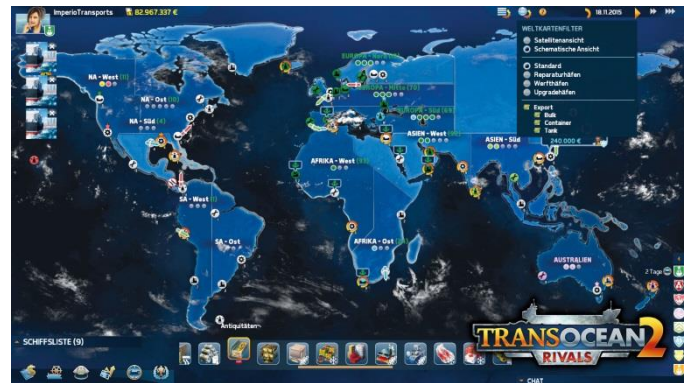 ImperioTransports
82.967.337 €
18.11.2015
WELTKARTENFILTER
Satellitenansicht
Schematische Ansicht
Standard
Reparaturhäfen
Werfthäfen
Upgradehäfen
Export
Bulk
Container
Tank
240 000 €
NA - West
NA - Ost (10)
NA - Süd (4)
ASIEN - Süd
AFRIKA - West
SA - West
SA - Ost
AFRIKA - Ost
AUSTRALIEN
2 Tage
Antiquitäten
SCHIFFSLISTE (9)
TRANSOCEAN 2
RIVALS
CHAT